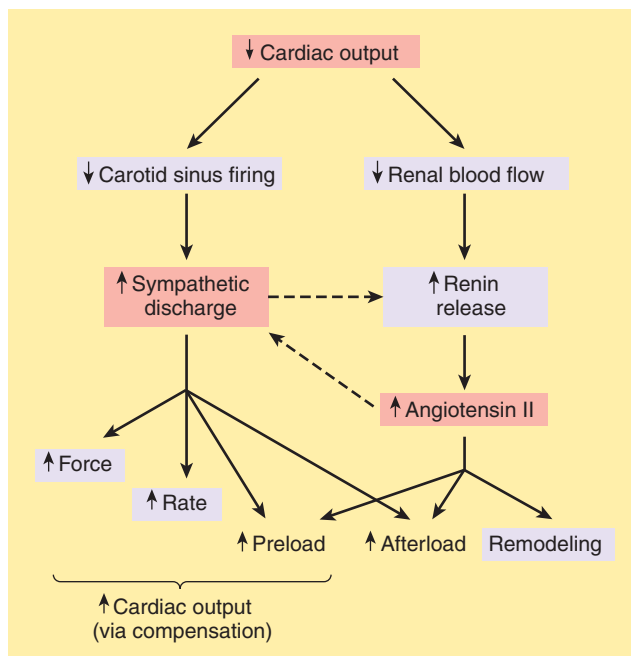 ↓ Cardiac output
↓ Carotid sinus firing
↓ Renal blood flow
↑ Sympathetic
discharge
↑ Renin
release
↑ Angiotensin II
↑ Force
↑ Rate
↑ Preload
↑ Afterload
Remodeling
↑ Cardiac output
(via compensation)